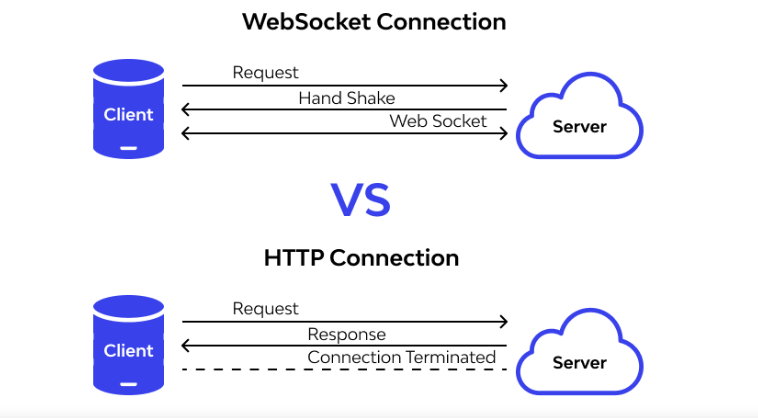 WebSocket Connection
Request
Hand Shake
Web Socket
Client
Server
VS
HTTP Connection
Request
Response
Connection Terminated
Client
Server